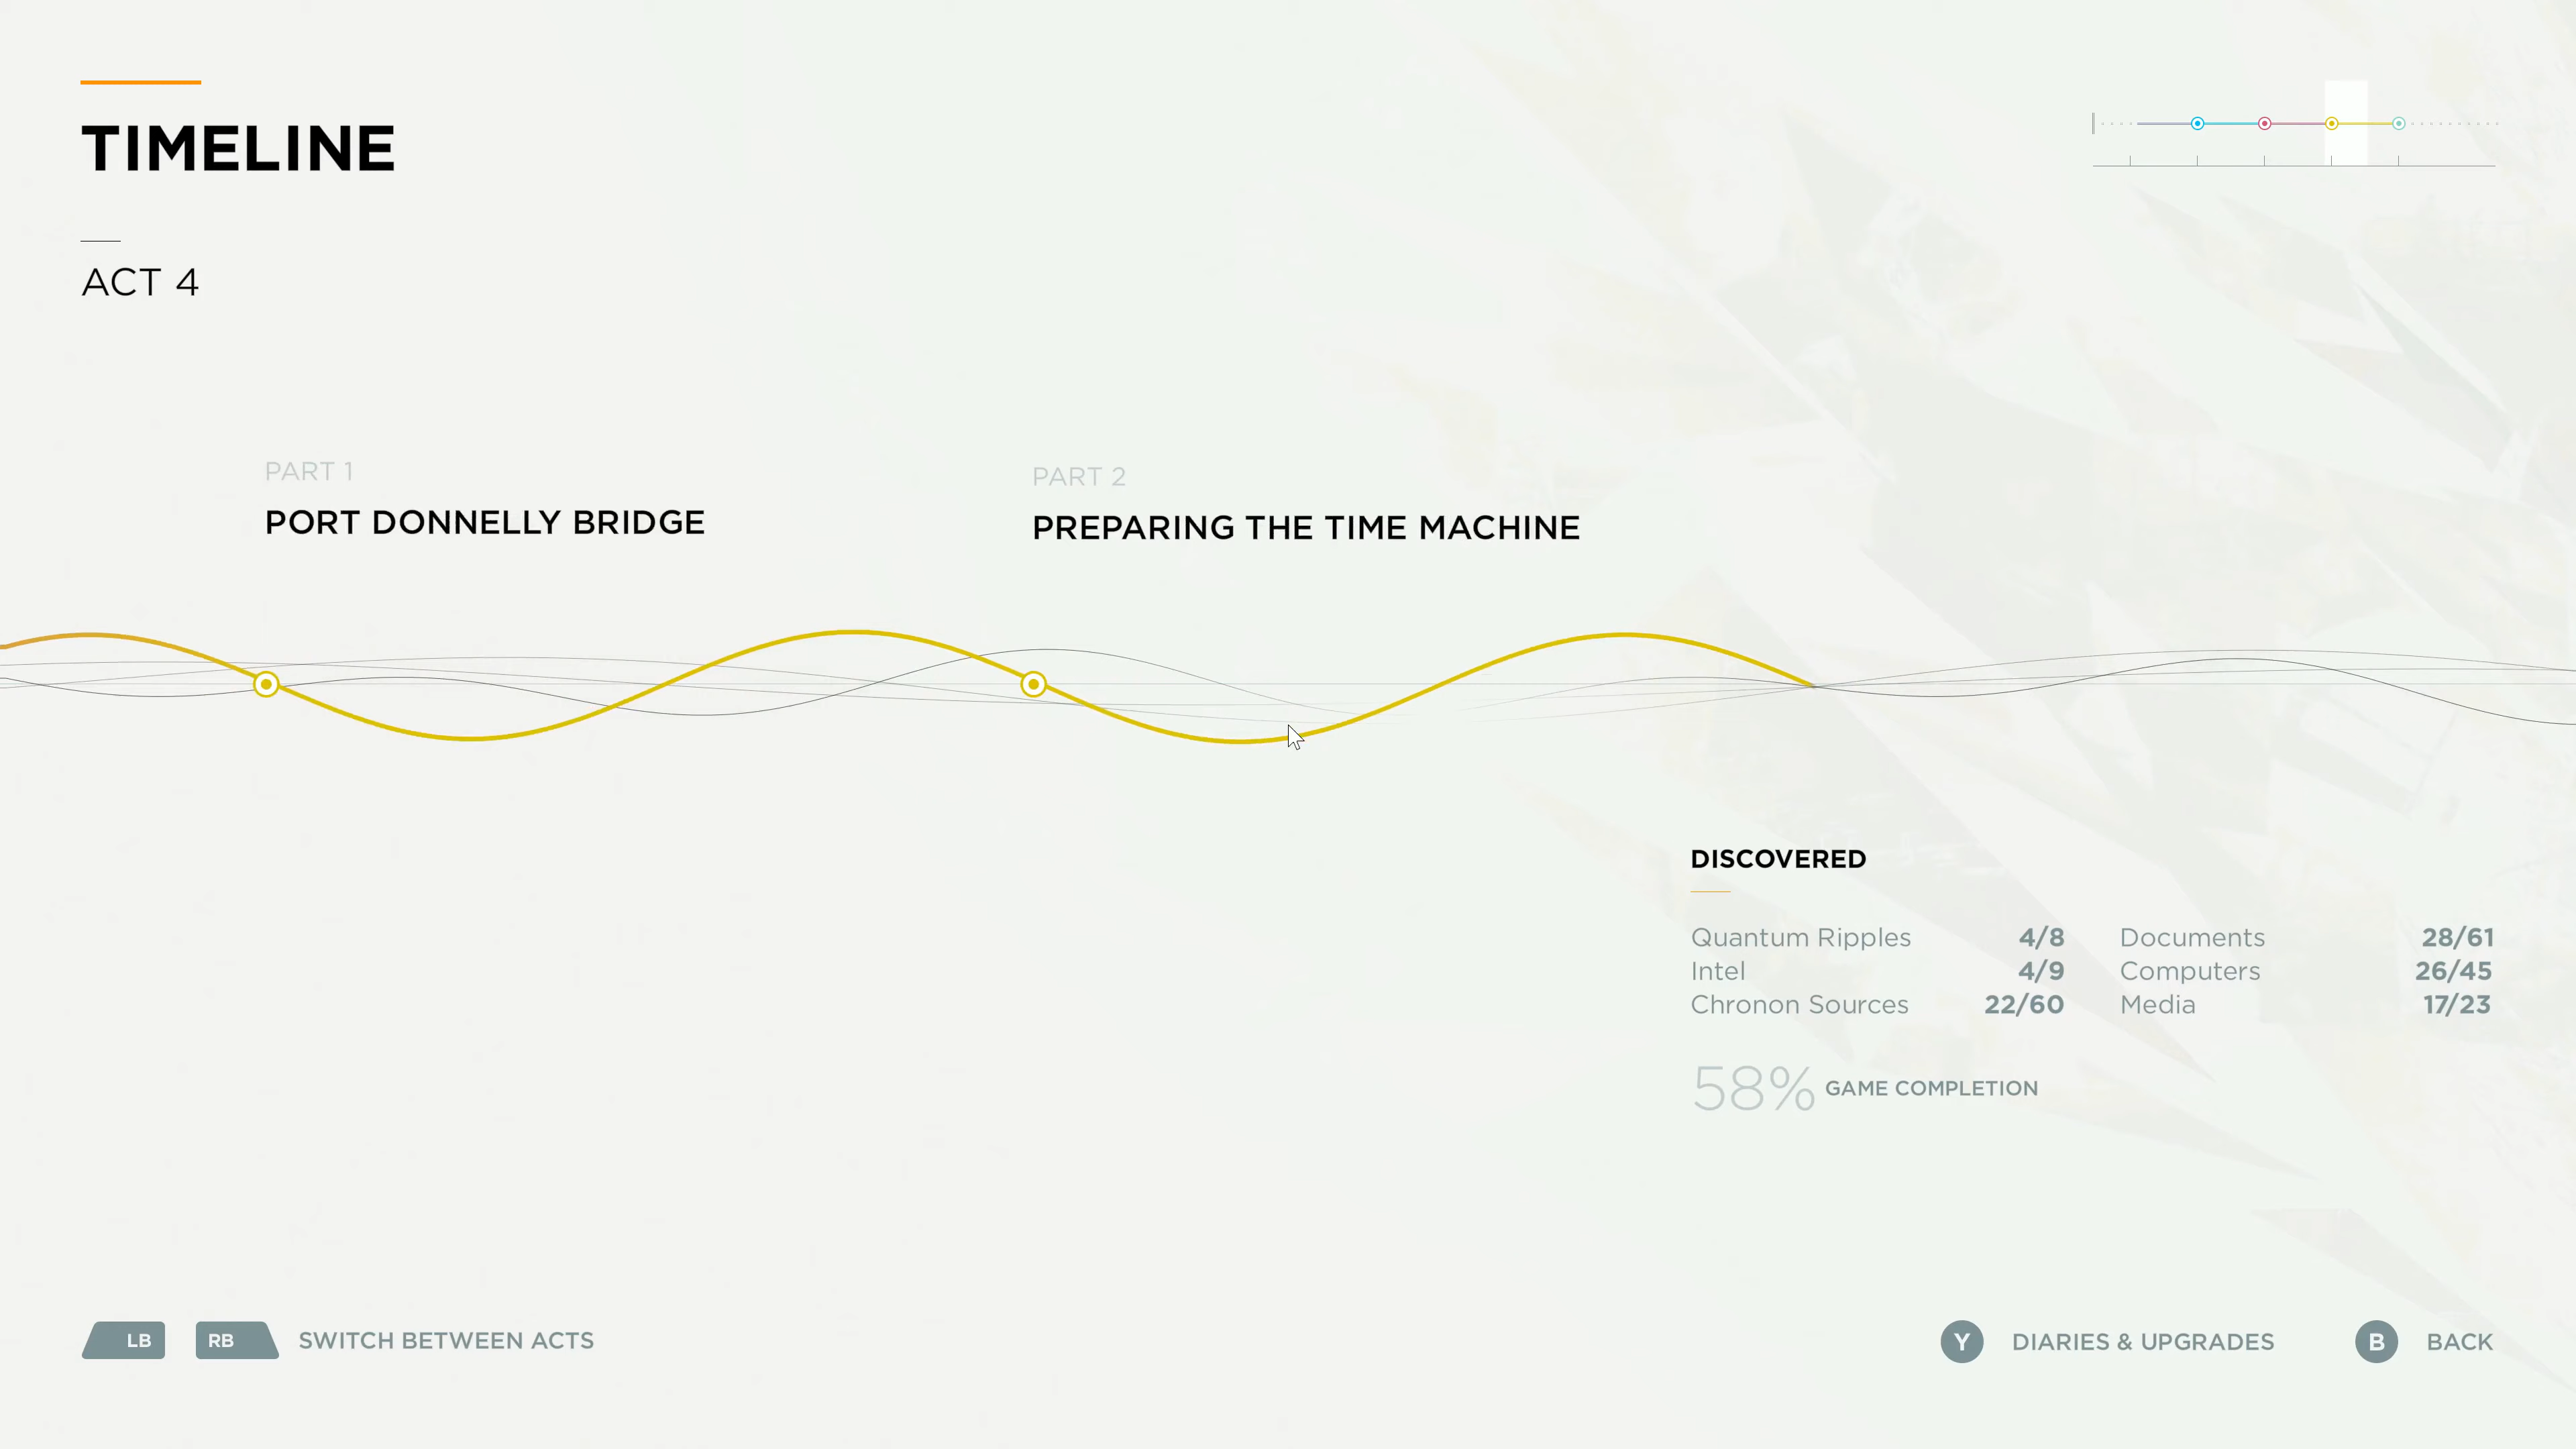 TIMELINE
ACT 4
PART 1
PORT DONNELLY BRIDGE
PART 2
PREPARING THE TIME MACHINE
DISCOVERED
Quantum Ripples 4/8 Documents 28/61
Intel 4/9 Computers 26/45
Chronon Sources 22/60 Media 17/23
58% GAME COMPLETION
LB RB SWITCH BETWEEN ACTS Y DIARIES & UPGRADES B BACK